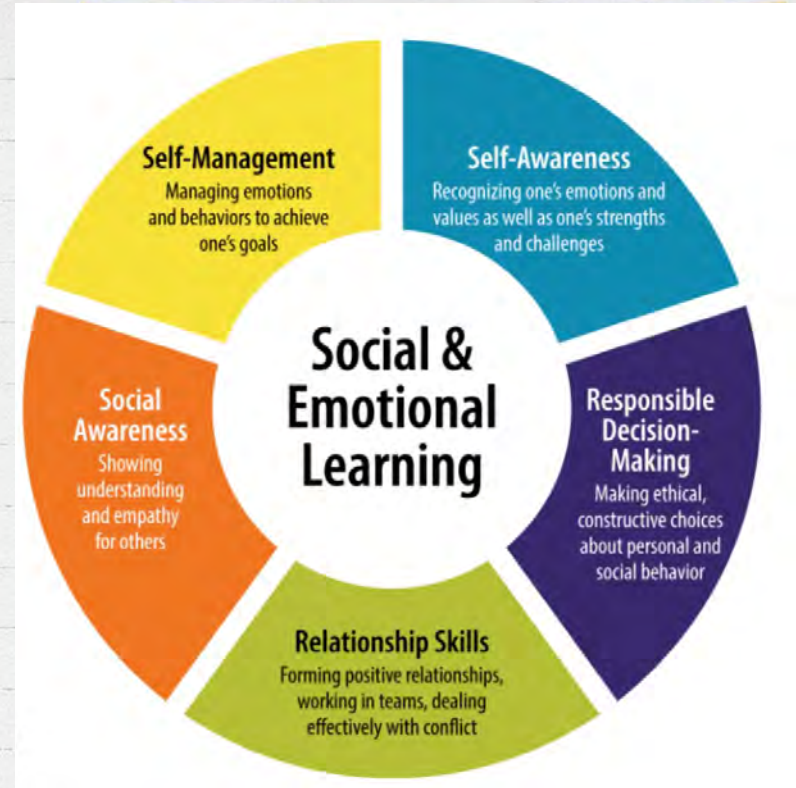 Self-Management
Managing emotions
and behaviors to achieve
one's goals
Self-Awareness
Recognizing one's emotions and
values as well as one's strengths
and challenges
Social &
Emotional
Learning
Social
Awareness
Showing
understanding
and empathy
for others
Responsible
Decision-
Making
Making ethical,
constructive choices
about personal and
social behavior
Relationship Skills
Forming positive relationships,
working in teams, dealing
effectively with conflict